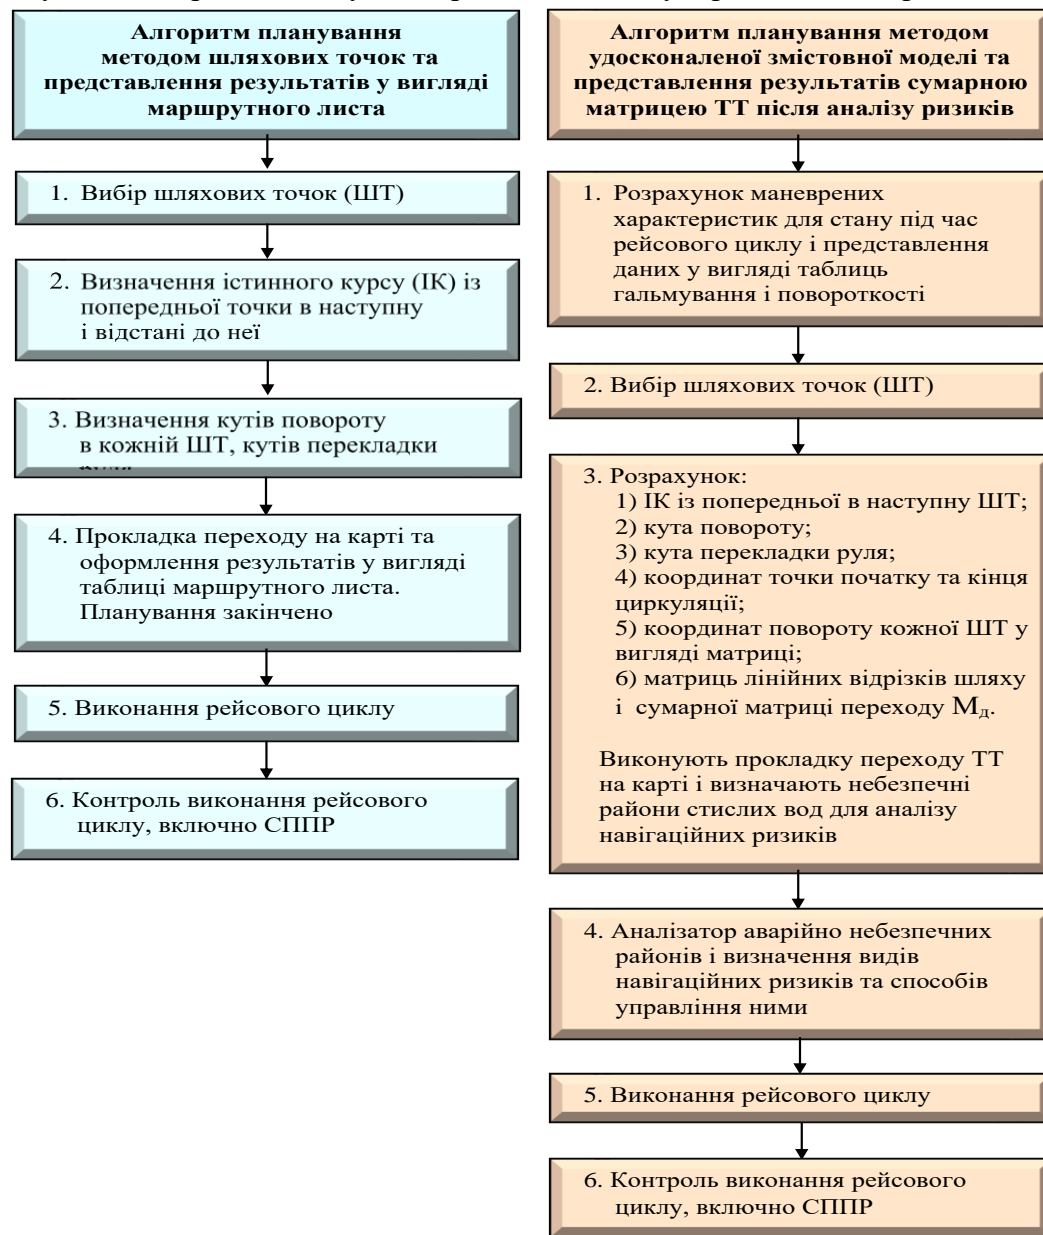 Алгоритм планування
методом шляхових точок та
представлення результатів у вигляді
маршрутного листа
1. Вибір шляхових точок (ШТ)
2. Визначення істинного курсу (ІК) із
попередньої точки в наступну
і відстані до неї
3. Визначення кутів повороту
в кожній ШТ, кутів перекладки
4. Прокладка переходу на карті та
оформлення результатів у вигляді
таблиці маршрутного листа.
Планування закінчено
5. Виконання рейсового циклу
6. Контроль виконання рейсового
циклу, включно СППР
Алгоритм планування методом
удосконаленої змістовної моделі та
представлення результатів сумарною
матрицею ТТ після аналізу ризиків
1. Розрахунок маневрених
характеристик для стану під час
рейсового циклу і представлення
даних у вигляді таблиць
гальмування і повороткості
2. Вибір шляхових точок (ШТ)
3. Розрахунок:
1) ІК із попередньої в наступну ШТ;
2) кута повороту;
3) кута перекладки руля;
4) координат точки початку та кінця
циркуляції;
5) координат повороту кожної ШТ у
вигляді матриці;
6) матриць лінійних відрізків шляху
і сумарної матриці переходу Мд.
Виконують прокладку переходу ТТ
на карті і визначають небезпечні
райони стислих вод для аналізу
навігаційних ризиків
4. Аналізатор аварійно небезпечних
районів і визначення видів
навігаційних ризиків та способів
управління ними
5. Виконання рейсового циклу
6. Контроль виконання рейсового
циклу, включно СППР